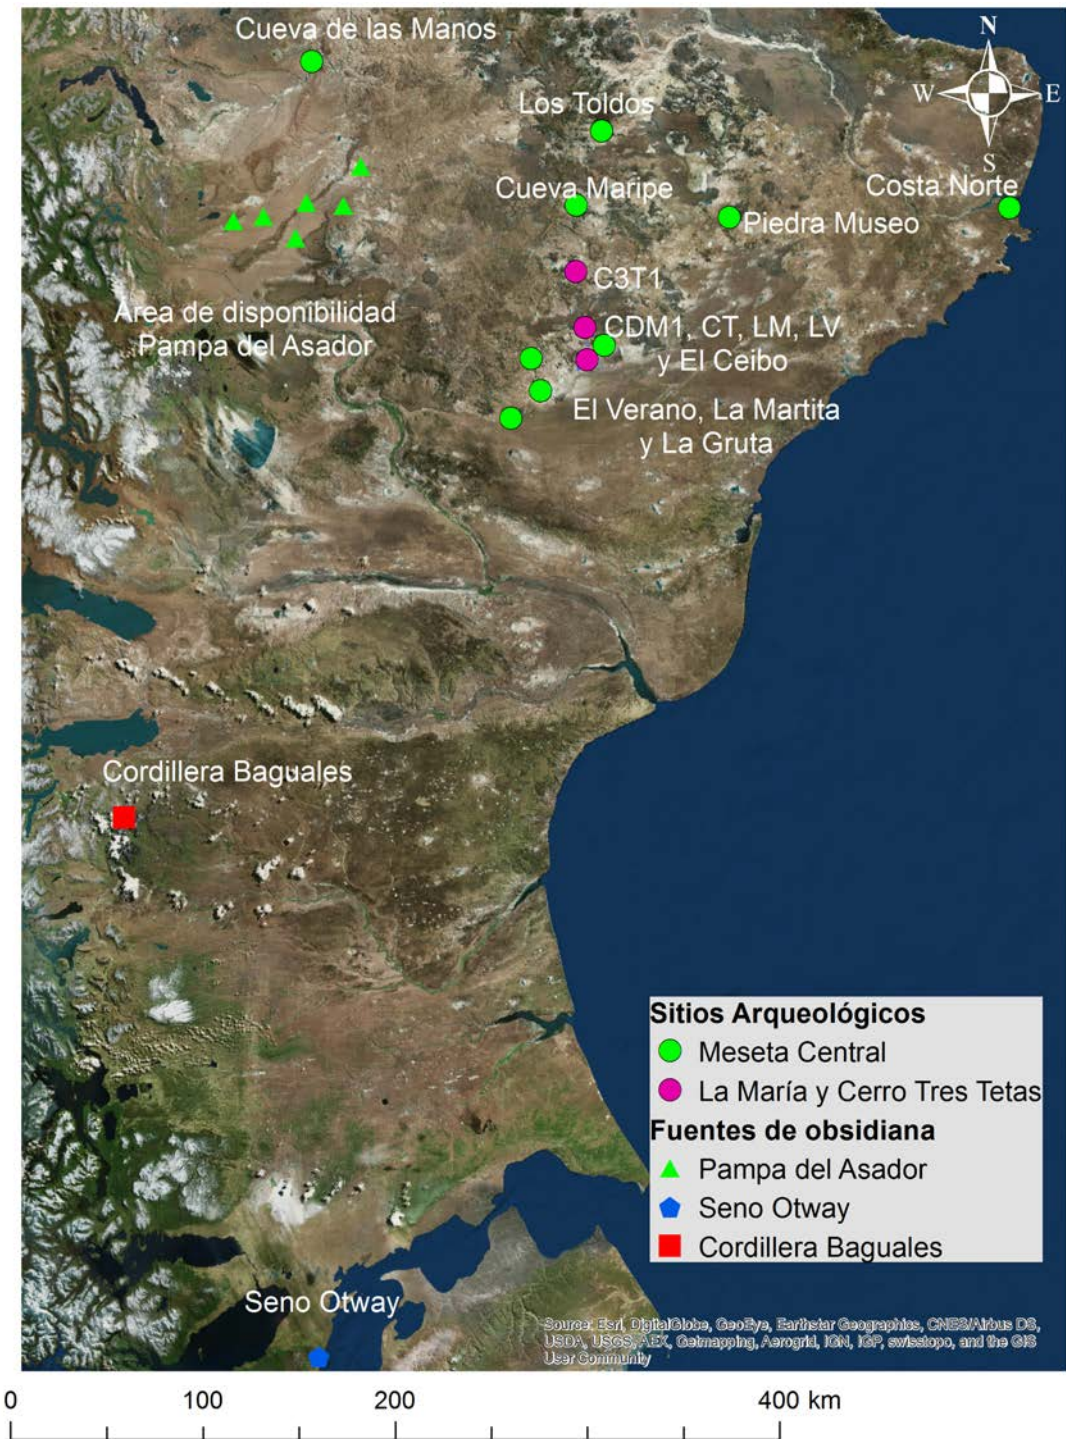 Cueva de las Manos
N
W
E
S
Los Toldos
Cueva Maripe
Costa Norte
Piedra Museo
C3T1
Área de disponibilidad
Pampa del Asador
CDM1, CT, LM, LV
y El Ceibo
El Verano, La Martita
y La Gruta
Cordillera Baguales
Sitios Arqueológicos
Meseta Central
La María y Cerro Tres Tetas
Fuentes de obsidiana
Pampa del Asador
Seno Otway
Cordillera Baguales
Seno Otway
Source: Esri, DigitalGlobe, GeoEye, Earthstar Geographics, CNES/Airbus DS,
USDA, USGS, AEX, Getmapping, Aerogrid, IGN, IGP, swisstopo, and the GIS
User Community
0 100 200 400 km